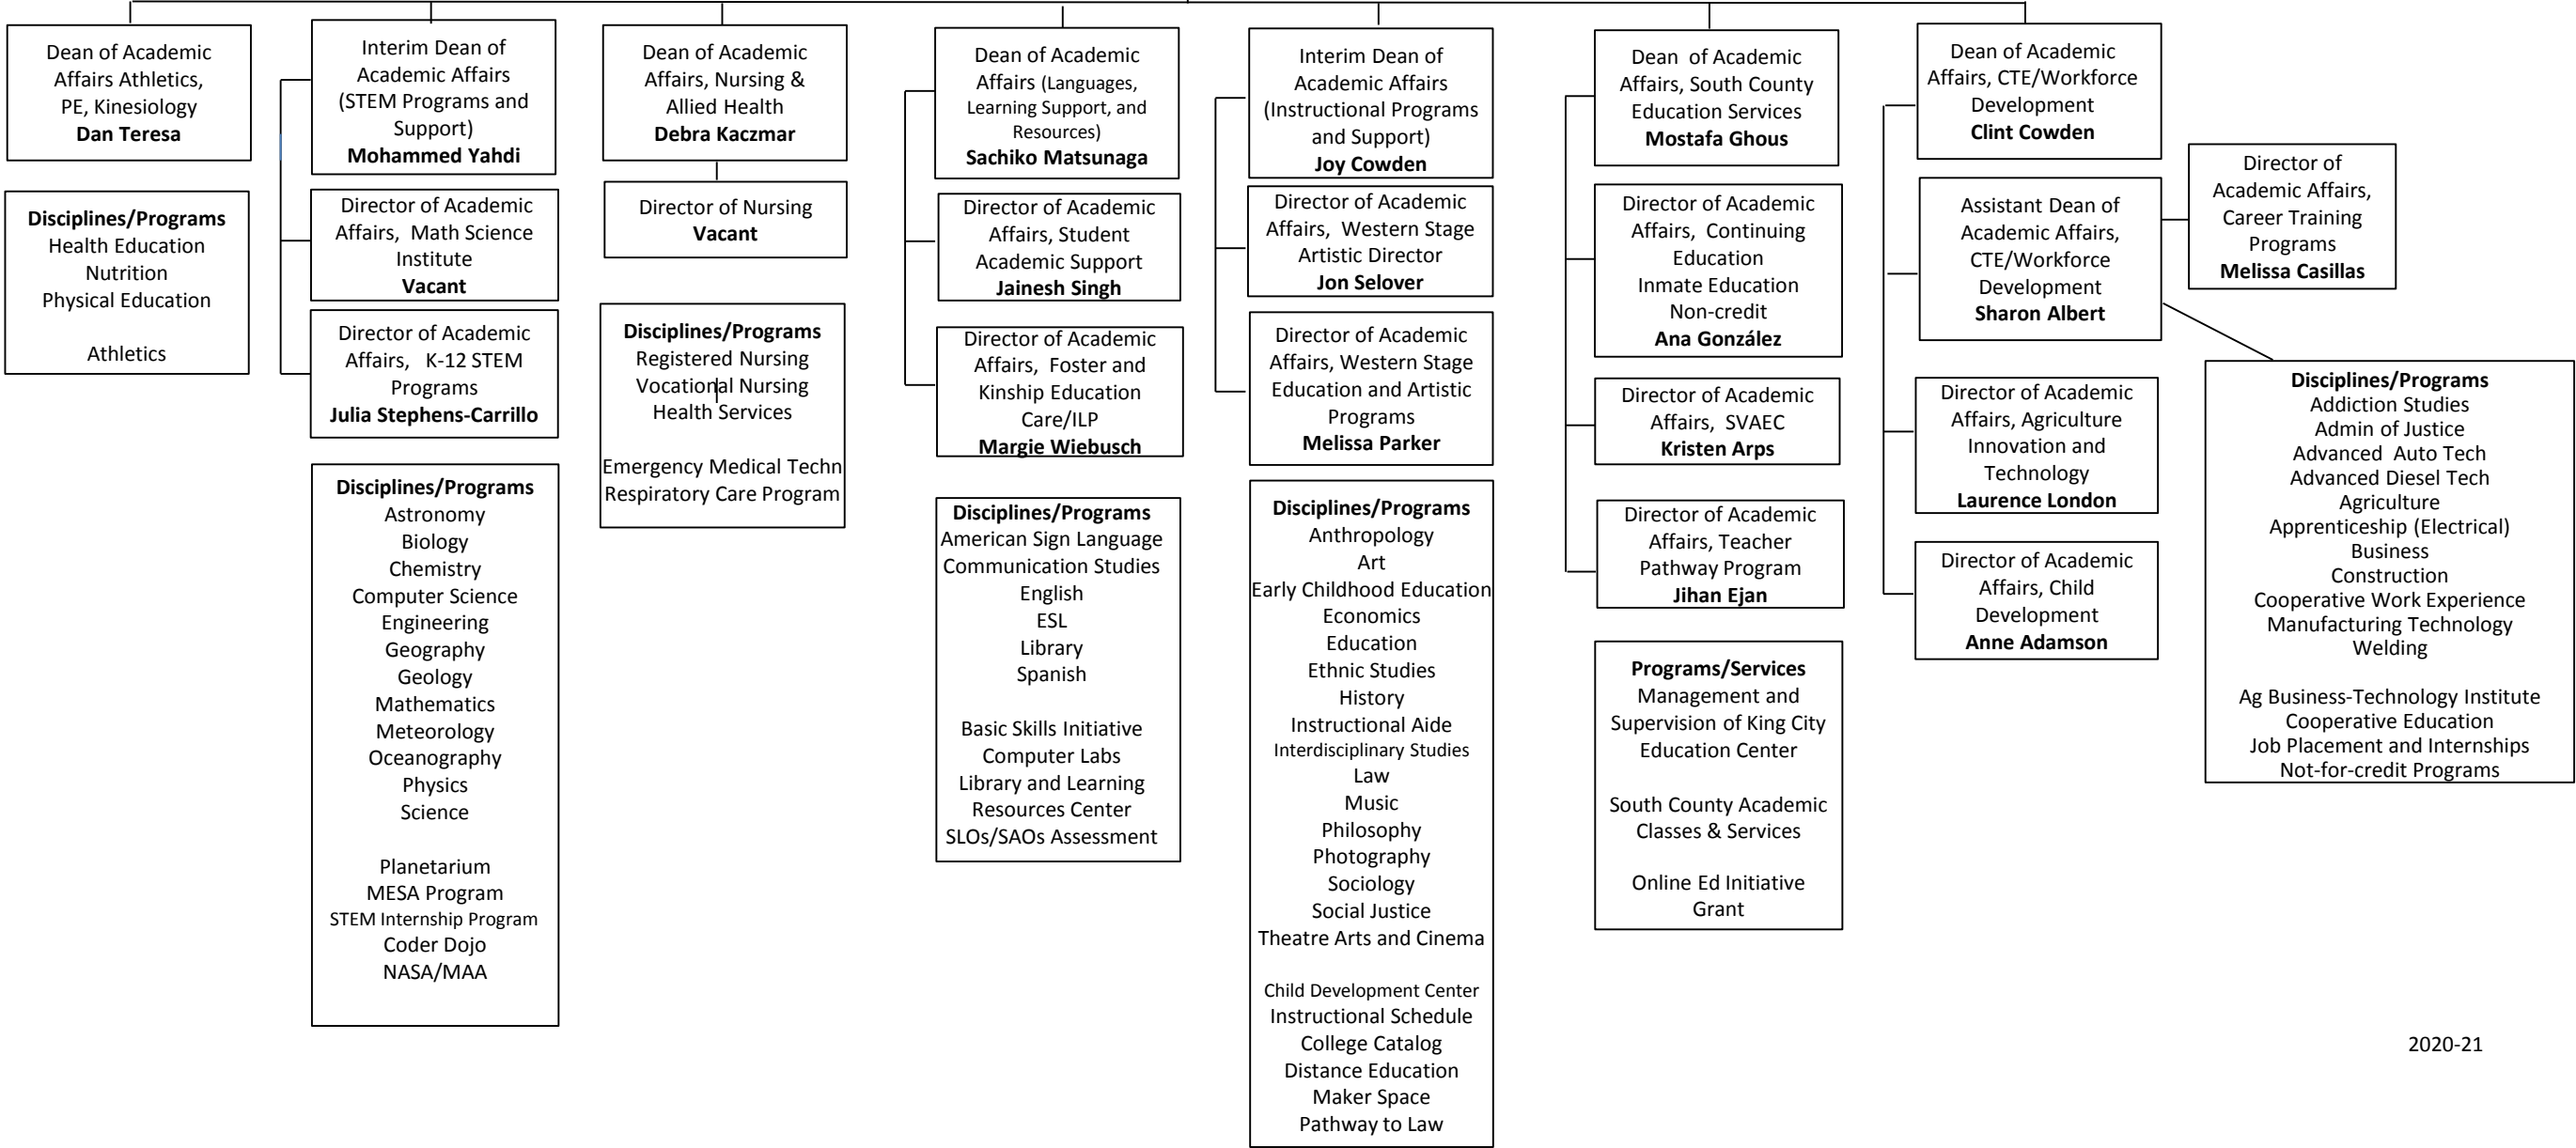 Dean of Academic
Affairs Athletics,
PE, Kinesiology
Dan Teresa
Disciplines/Programs
Health Education
Nutrition
Physical Education
Athletics
Interim Dean of
Academic Affairs
(STEM Programs and
Support)
Mohammed Yahdi
Director of Academic
Affairs, Math Science
Institute
Vacant
Director of Academic
Affairs, K-12 STEM
Programs
Julia Stephens-Carrillo
Disciplines/Programs
Astronomy
Biology
Chemistry
Computer Science
Engineering
Geography
Geology
Mathematics
Meteorology
Oceanography
Physics
Science
Planetarium
MESA Program
STEM Internship Program
Coder Dojo
NASA/MAA
Dean of Academic
Affairs, Nursing &
Allied Health
Debra Kaczmar
Director of Nursing
Vacant
Disciplines/Programs
Registered Nursing
Vocational Nursing
Health Services
Emergency Medical Techn
Respiratory Care Program
Dean of Academic
Affairs (Languages,
Learning Support, and
Resources)
Sachiko Matsunaga
Director of Academic
Affairs, Student
Academic Support
Jainesh Singh
Director of Academic
Affairs, Foster and
Kinship Education
Care/ILP
Margie Wiebusch
Disciplines/Programs
American Sign Language
Communication Studies
English
ESL
Library
Spanish
Basic Skills Initiative
Computer Labs
Library and Learning
Resources Center
SLOs/SAOs Assessment
Interim Dean of
Academic Affairs
(Instructional Programs
and Support)
Joy Cowden
Director of Academic
Affairs, Western Stage
Artistic Director
Jon Selover
Director of Academic
Affairs, Western Stage
Education and Artistic
Programs
Melissa Parker
Disciplines/Programs
Anthropology
Art
Early Childhood Education
Economics
Education
Ethnic Studies
History
Instructional Aide
Interdisciplinary Studies
Law
Music
Philosophy
Photography
Sociology
Social Justice
Theatre Arts and Cinema
Child Development Center
Instructional Schedule
College Catalog
Distance Education
Maker Space
Pathway to Law
Dean of Academic
Affairs, South County
Education Services
Mostafa Ghous
Director of Academic
Affairs, Continuing
Education
Inmate Education
Non-credit
Ana González
Director of Academic
Affairs, SVAEC
Kristen Arps
Director of Academic
Affairs, Teacher
Pathway Program
Jihan Ejan
Programs/Services
Management and
Supervision of King City
Education Center
South County Academic
Classes & Services
Online Ed Initiative
Grant
Dean of Academic
Affairs, CTE/Workforce
Development
Clint Cowden
Assistant Dean of
Academic Affairs,
CTE/Workforce
Development
Sharon Albert
Director of Academic
Affairs, Agriculture
Innovation and
Technology
Laurence London
Director of Academic
Affairs, Child
Development
Anne Adamson
Director of
Academic Affairs,
Career Training
Programs
Melissa Casillas
Disciplines/Programs
Addiction Studies
Admin of Justice
Advanced Auto Tech
Advanced Diesel Tech
Agriculture
Apprenticeship (Electrical)
Business
Construction
Cooperative Work Experience
Manufacturing Technology
Welding
Ag Business-Technology Institute
Cooperative Education
Job Placement and Internships
Not-for-credit Programs
2020-21